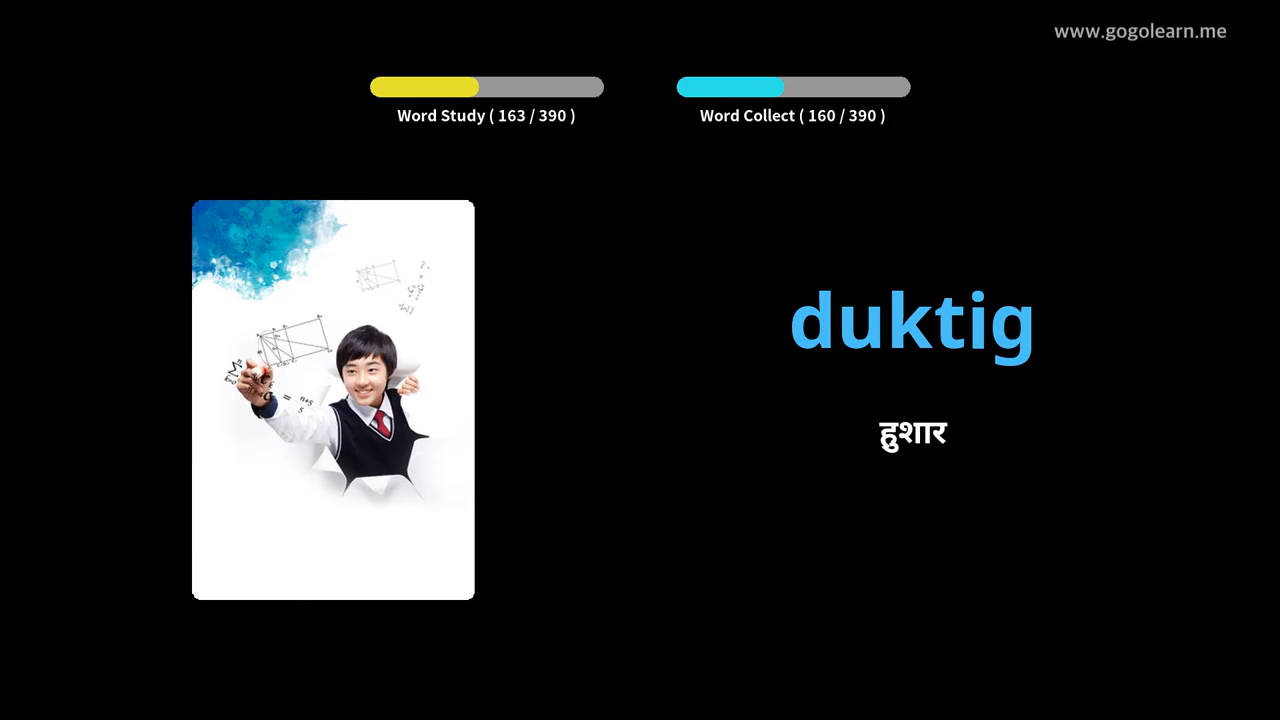 www.gogolearn.me
Word Study ( 163 / 390 )
Word Collect ( 160 / 390 )
duktig
हुशार